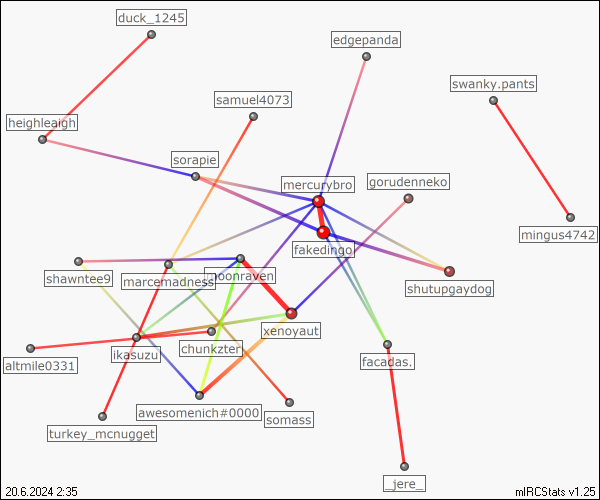 duck_1245
edgepanda
swanky.pants
samuel4073
heighleaigh
sorapie
mercurybro
gorudenneko
mingus4742
fakedingo
shawntee9
marcemadness
moonraven
shutupgaydog
xenoyaut
altmile0331
ikasuzu
chunkzter
facadas.
awesomenich#0000
somass
turkey_mcnugget
_jere_
20.6.2024 2:35
mIRCStats v1.25